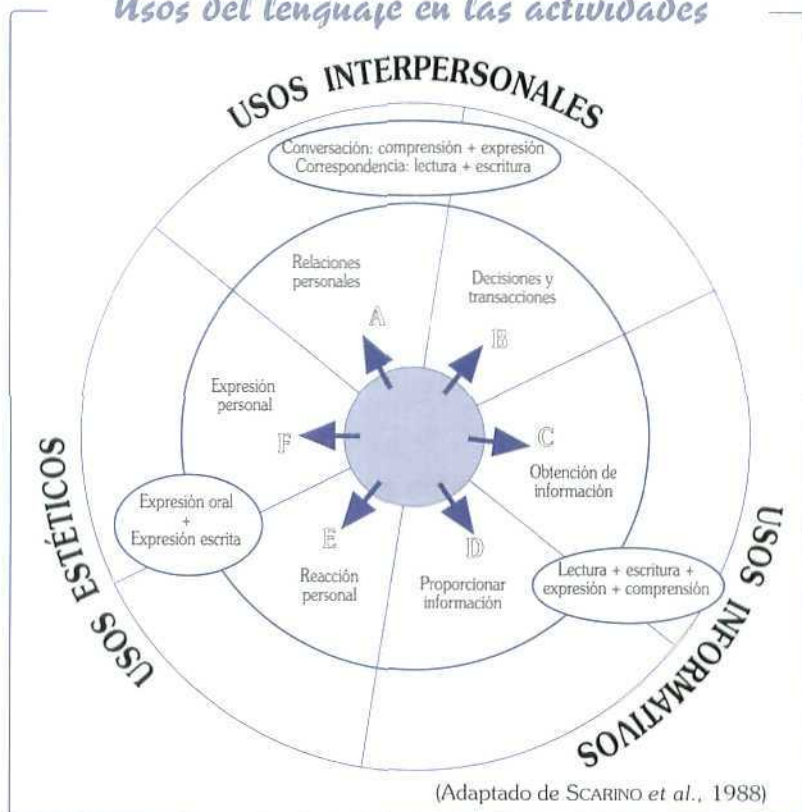 Usos del lenguaje en las actividades
USOS INTERPERSONALES
Conversación: comprensión + expresión
Correspondencia: lectura + escritura
Relaciones
personales
A
Decisiones y
transacciones
B
Expresión
personal
F
C
Obtención de
información
USOS ESTÉTICOS
Expresión oral
+
Expresión escrita
E
Reacción
personal
D
Proporcionar
información
Lectura + escritura +
expresión + comprensión
USOS INFORMATIVOS
(Adaptado de SCARINO et al., 1988)